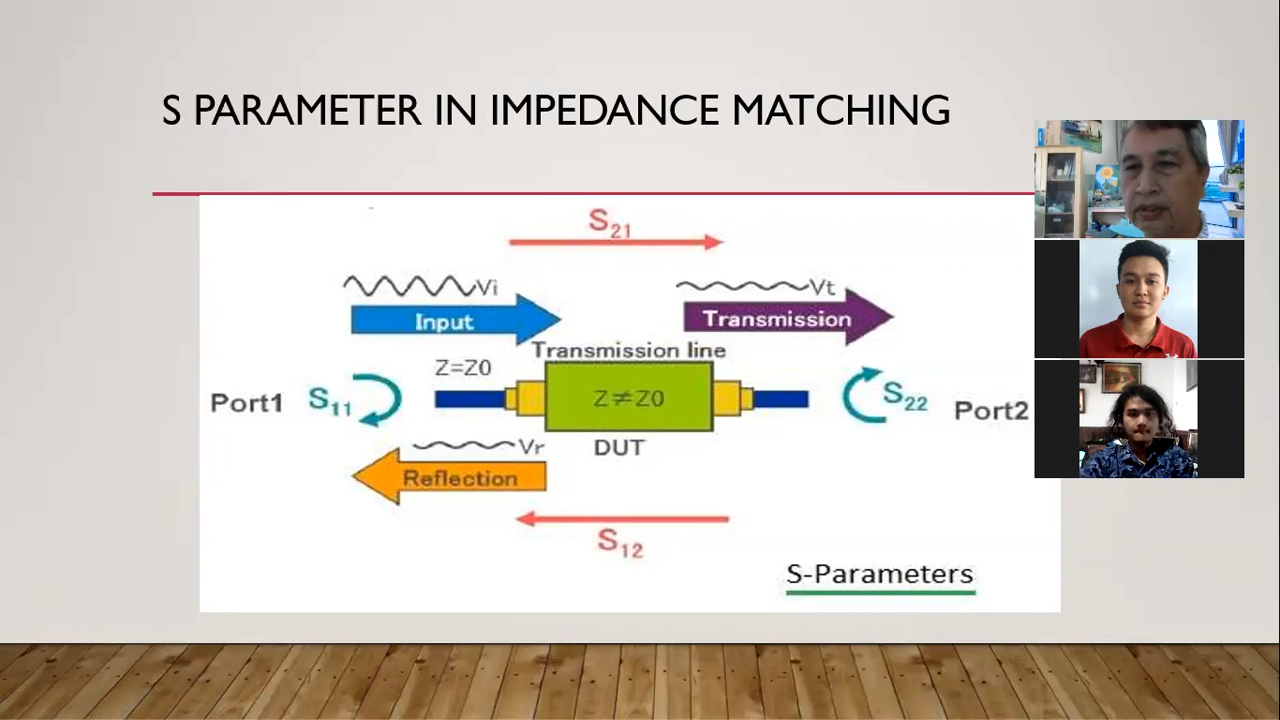 S PARAMETER IN IMPEDANCE MATCHING
S21
Vi
Vt
Input
Transmission
Transmission line
Z=Z0
Port1
S11
Z≠Z0
S22
Port2
Vr
DUT
Reflection
S12
S-Parameters